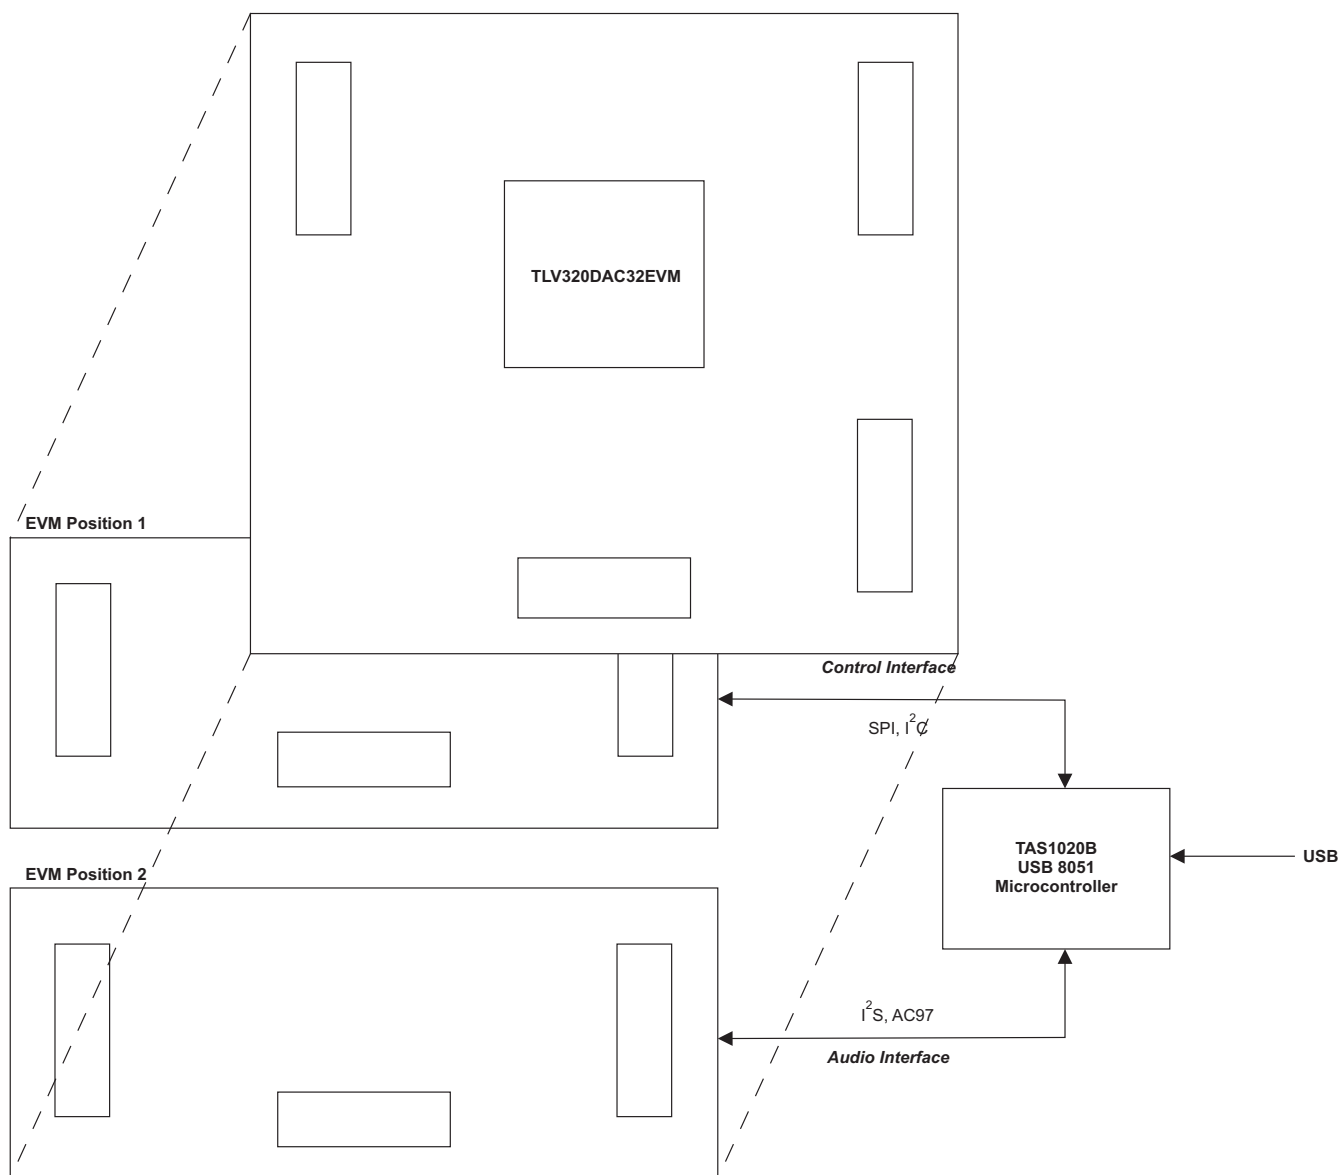 TLV320DAC32EVM
EVM Position 1
Control Interface
SPI, I²C
TAS1020B
USB 8051
Microcontroller
USB
EVM Position 2
I²S, AC97
Audio Interface